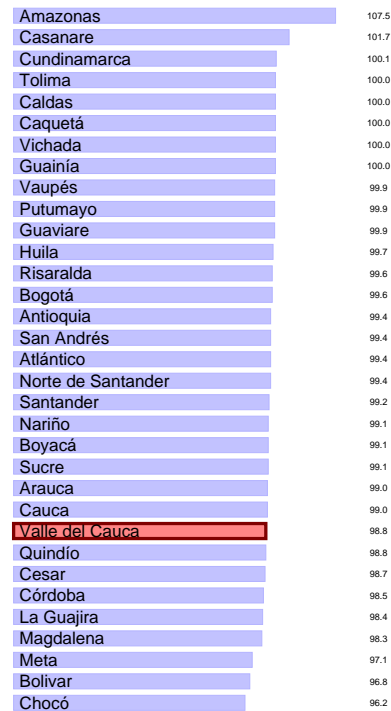 Amazonas 107.5
Casanare 101.7
Cundinamarca 100.1
Tolima 100.0
Caldas 100.0
Caquetá 100.0
Vichada 100.0
Guainía 100.0
Vaupés 99.9
Putumayo 99.9
Guaviare 99.9
Huila 99.7
Risaralda 99.6
Bogotá 99.6
Antioquia 99.4
San Andrés 99.4
Atlántico 99.4
Norte de Santander 99.4
Santander 99.2
Nariño 99.1
Boyacá 99.1
Sucre 99.1
Arauca 99.0
Cauca 99.0
Valle del Cauca 98.8
Quindío 98.8
Cesar 98.7
Córdoba 98.5
La Guajira 98.4
Magdalena 98.3
Meta 97.1
Bolivar 96.8
Chocó 96.2